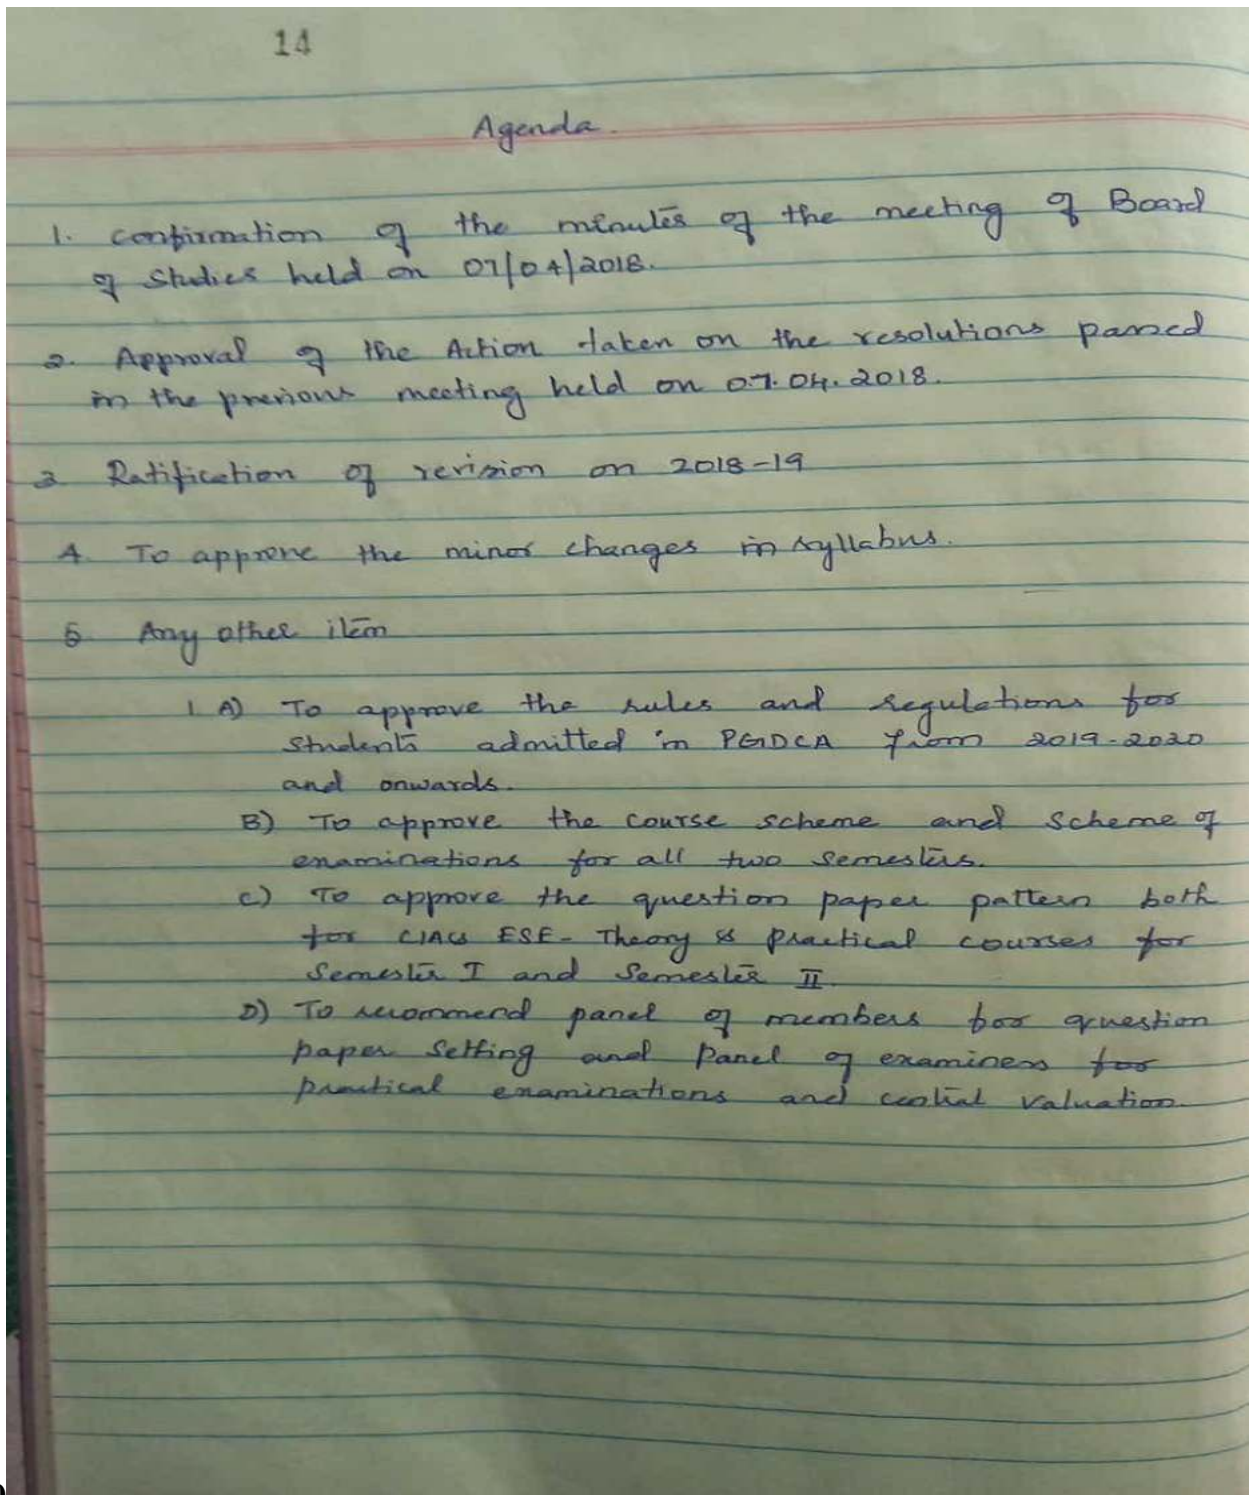 14
Agenda.
1. Confirmation of the minutes of the meeting of Board
of Studies held on 07/04/2018.
2. Approval of the Action taken on the resolutions passed
in the previous meeting held on 07.04.2018.
3 Ratification of revision on 2018-19
4. To approve the minor changes in syllabus.
5 Any other item
1 A) To approve the rules and regulations for
students admitted in PGDCA from 2019-2020
and onwards.
B) To approve the course scheme and scheme of
examinations for all two semesters.
C) To approve the question paper pattern both
for ESE- Theory & Practical courses for
Semester I and Semester II.
D) To recommend panel of members for question
paper setting and panel of examiners for
practical examinations and central valuation.